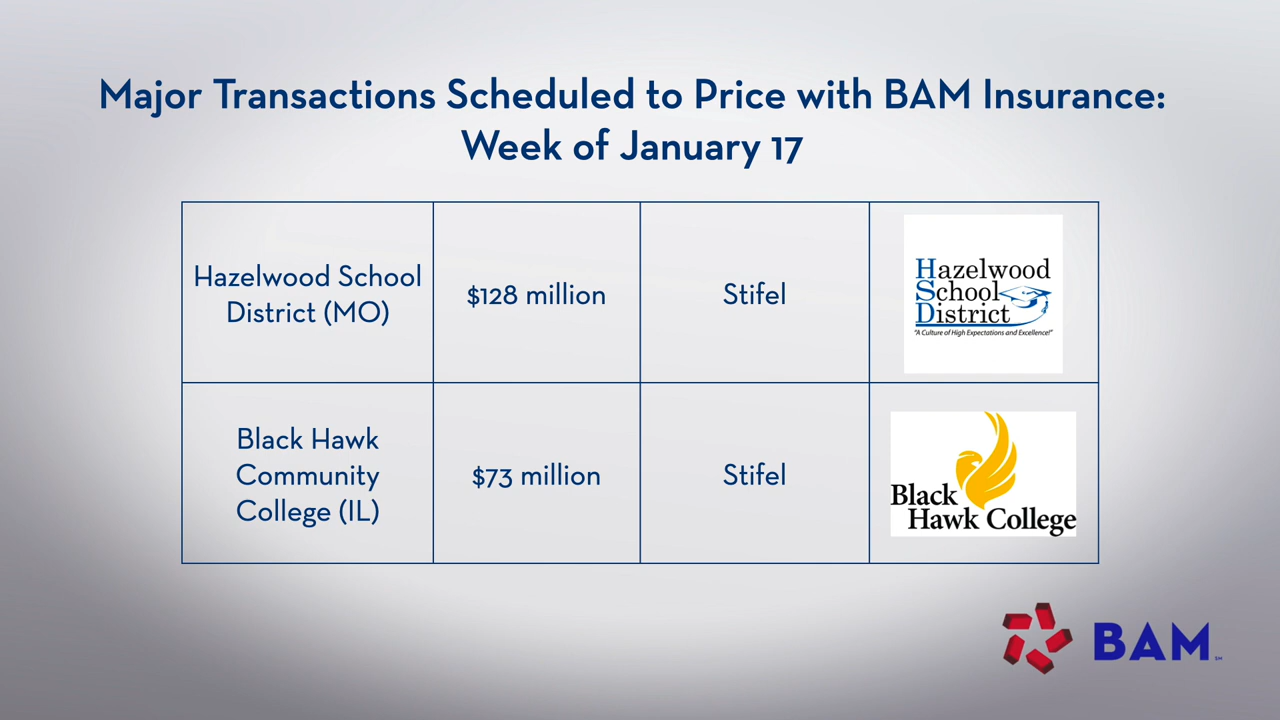 Major Transactions Scheduled to Price with BAM Insurance:
Week of January 17
Hazelwood School
District (MO)
$128 million
Stifel
Hazelwood
School
District
"A Culture of High Expectations and Excellence!"
Black Hawk
Community
College (IL)
$73 million
Stifel
Black
Hawk College
BAM℠